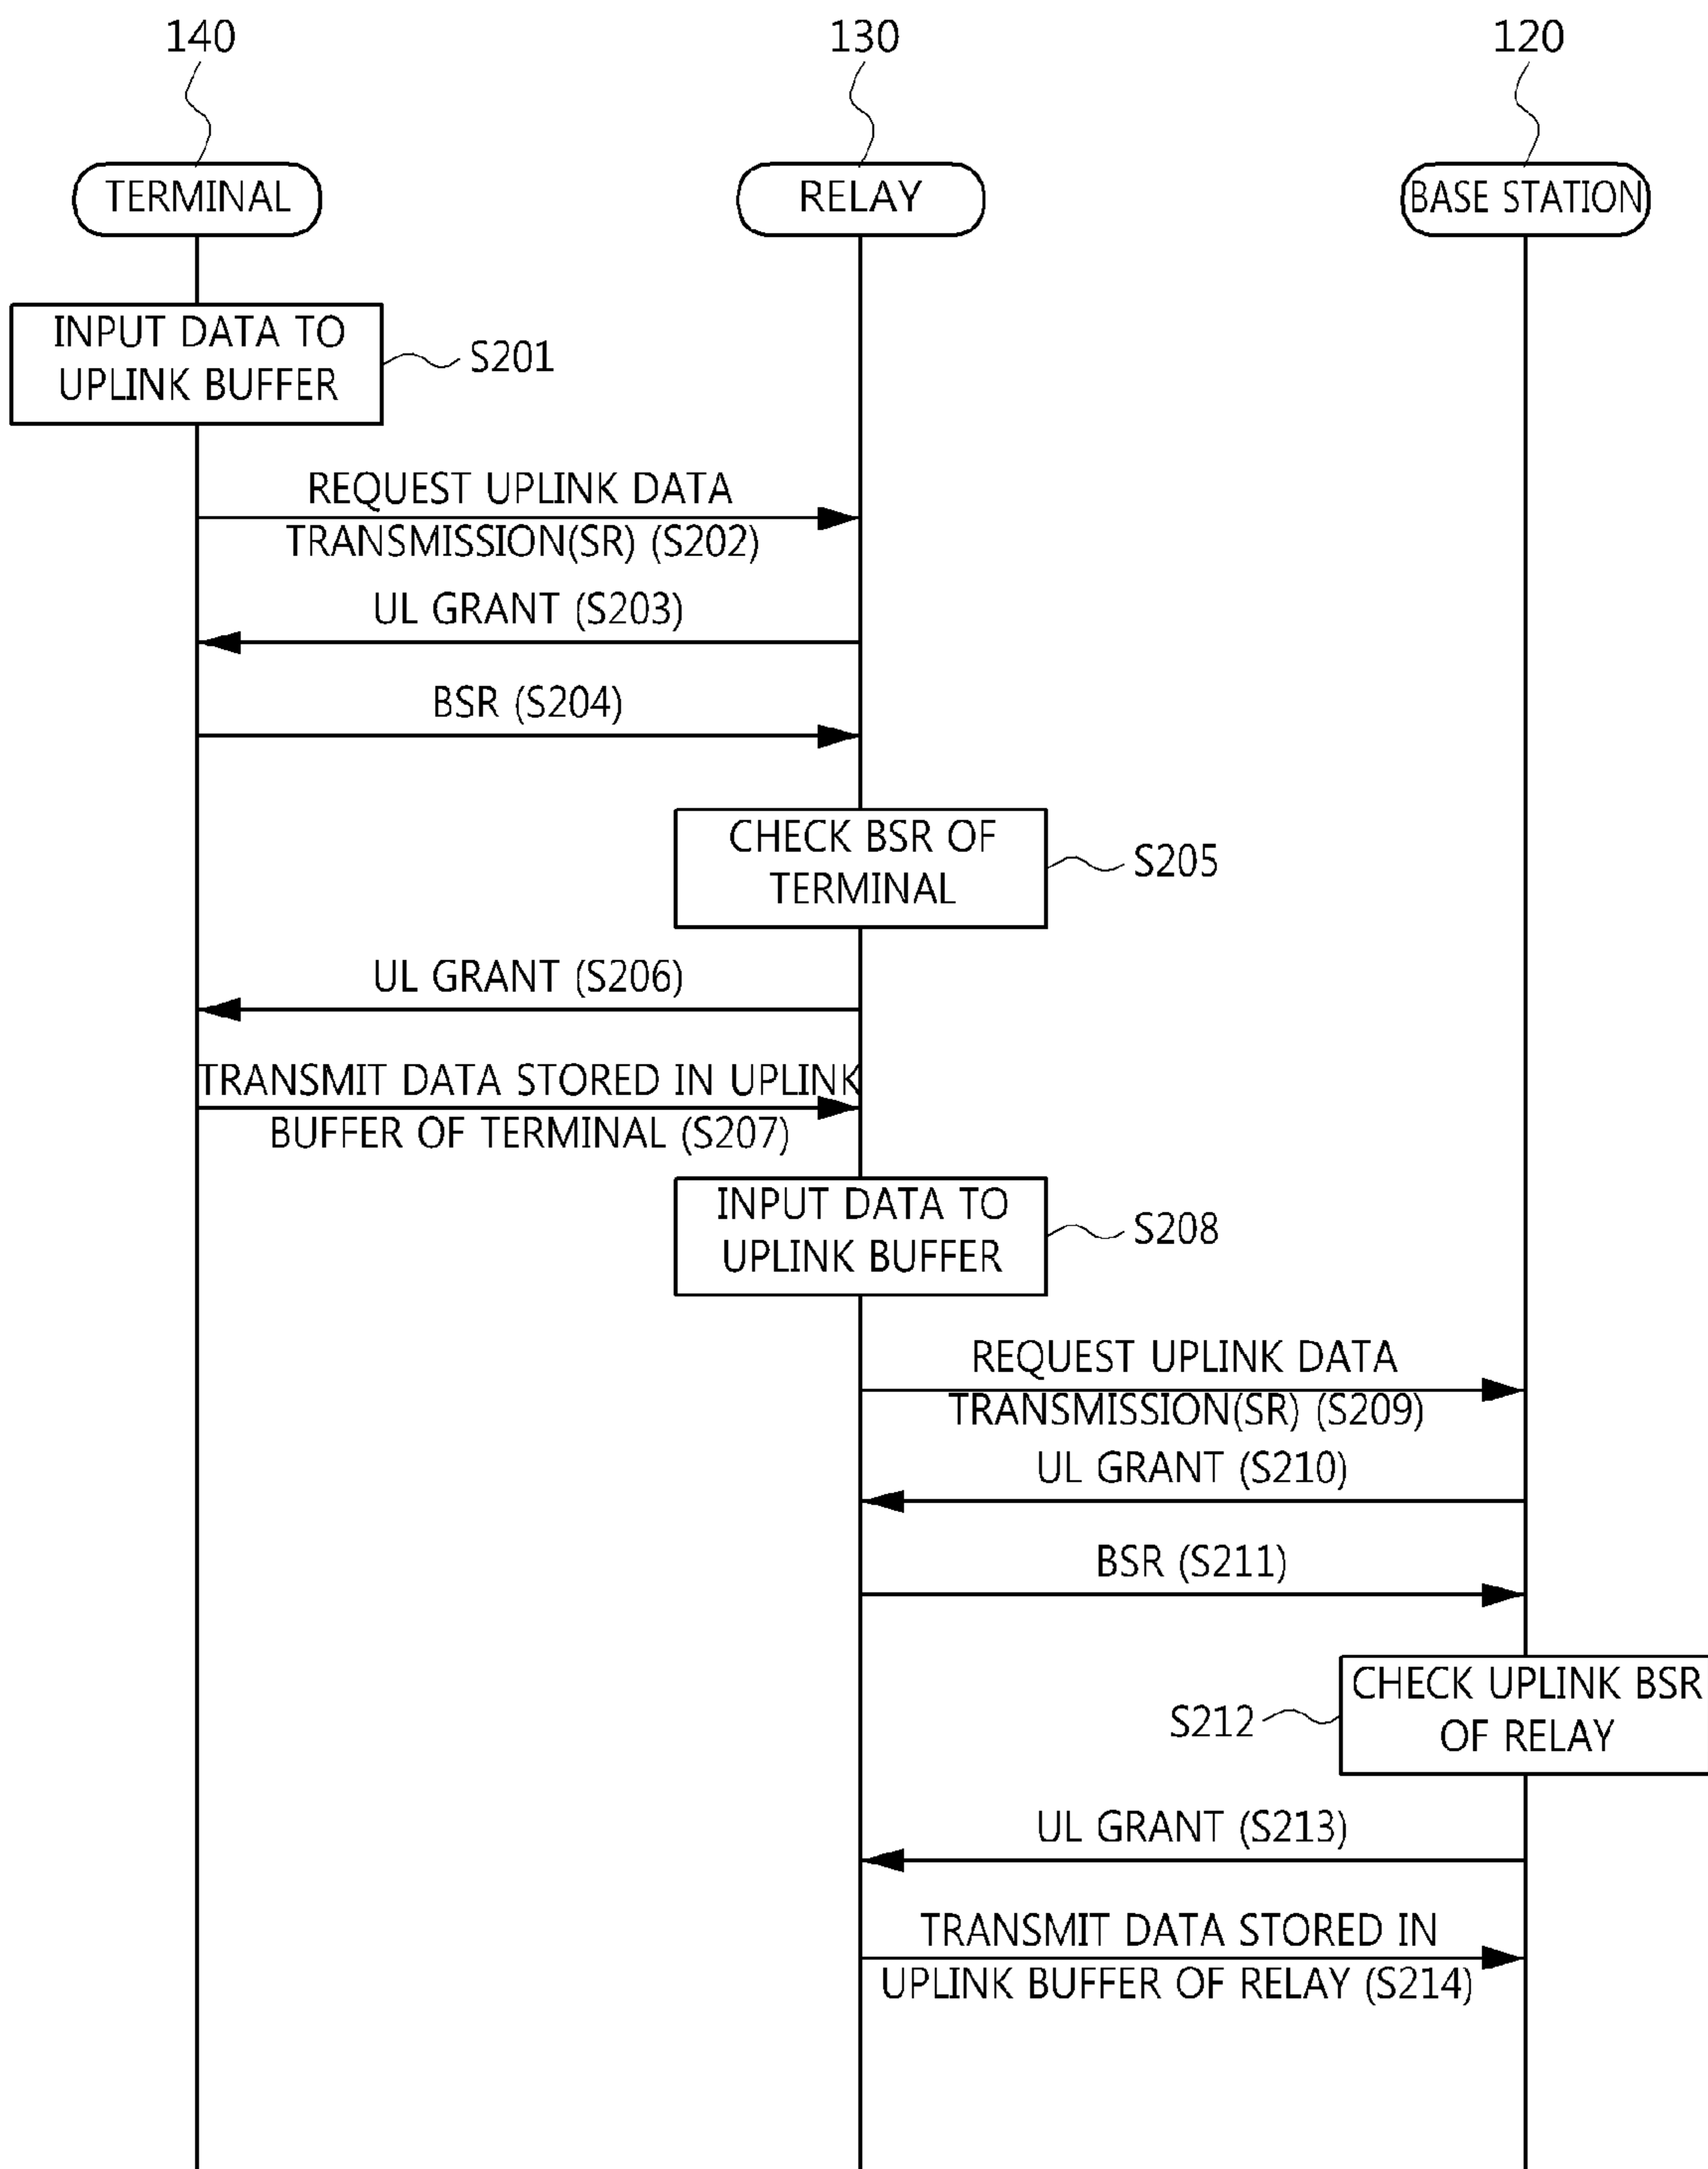 140
130
120
TERMINAL
RELAY
BASE STATION
INPUT DATA TO
UPLINK BUFFER
S201
REQUEST UPLINK DATA
TRANSMISSION(SR) (S202)
UL GRANT (S203)
BSR (S204)
CHECK BSR OF
TERMINAL
S205
UL GRANT (S206)
TRANSMIT DATA STORED IN UPLINK
BUFFER OF TERMINAL (S207)
INPUT DATA TO
UPLINK BUFFER
S208
REQUEST UPLINK DATA
TRANSMISSION(SR) (S209)
UL GRANT (S210)
BSR (S211)
CHECK UPLINK BSR
OF RELAY
S212
UL GRANT (S213)
TRANSMIT DATA STORED IN
UPLINK BUFFER OF RELAY (S214)